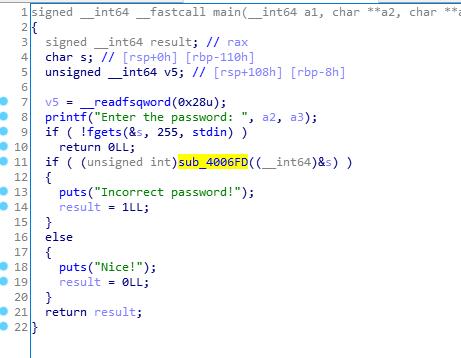 1 signed __int64 __fastcall main(__int64 a1, char **a2, char **a
2 {
3 signed __int64 result; // rax
4 char s; // [rsp+0h] [rbp-110h]
5 unsigned __int64 v5; // [rsp+108h] [rbp-8h]
6
7 v5 = __readfsqword(0x28u);
8 printf("Enter the password: ", a2, a3);
9 if ( !fgets(&s, 255, stdin) )
10 return 0LL;
11 if ( (unsigned int)sub_4006FD((__int64)&s) )
12 {
13 puts("Incorrect password!");
14 result = 1LL;
15 }
16 else
17 {
18 puts("Nice!");
19 result = 0LL;
20 }
21 return result;
22 }